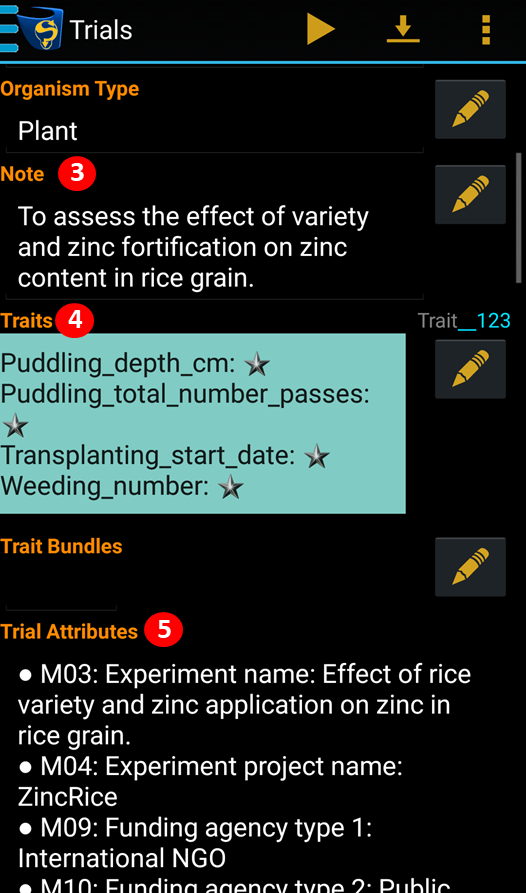 Trials
Organism Type
Plant
Note 3
To assess the effect of variety
and zinc fortification on zinc
content in rice grain.
Traits 4 Trait__123
Puddling_depth_cm: ★
Puddling_total_number_passes:
★
Transplanting_start_date: ★
Weeding_number: ★
Trait Bundles
Trial Attributes 5
● M03: Experiment name: Effect of rice
variety and zinc application on zinc in
rice grain.
● M04: Experiment project name:
ZincRice
● M09: Funding agency type 1:
International NGO
● M10: Funding agency type 2: Public